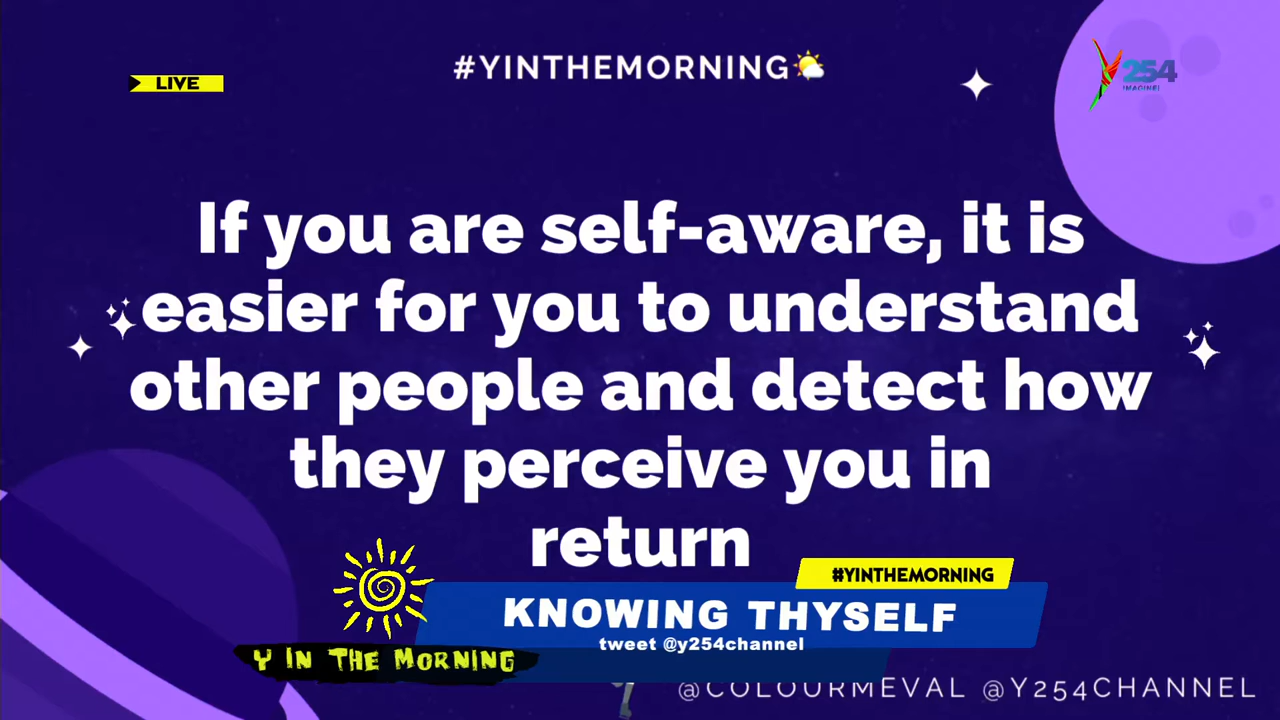 #YINTHEMORNING
LIVE
254
IMAGINE!
If you are self-aware, it is
easier for you to understand
other people and detect how
they perceive you in
return
#YINTHEMORNING
KNOWING THYSELF
tweet @y254channel
Y IN THE MORNING
@COLOURMEVAL @Y254CHANNEL